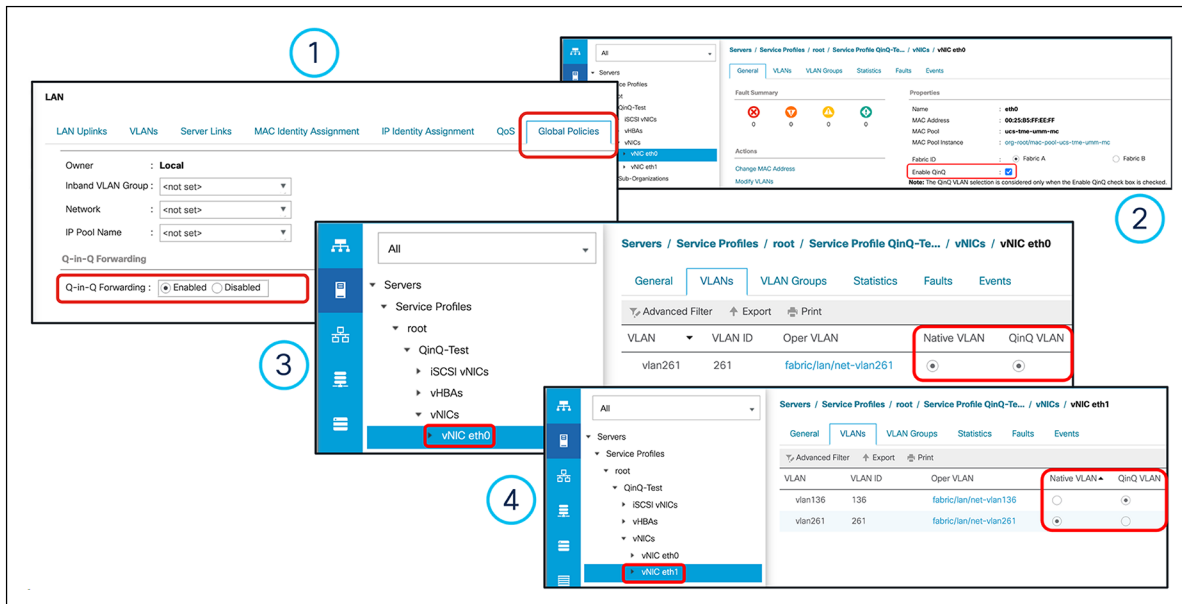 1
LAN
LAN Uplinks VLANs Server Links MAC Identity Assignment IP Identity Assignment QoS Global Policies
Owner : Local
Inband VLAN Group : <not set>
Network : <not set>
IP Pool Name : <not set>
Q-in-Q Forwarding
Q-in-Q Forwarding : Enabled Disabled
2
All
Servers / Service Profiles / root / Service Profile QinQ-Te... / vNICs / vNIC eth0
Servers
ce Profiles
ot
QinQ-Test
iSCSI vNICs
vHBAs
vNICs
vNIC eth0
vNIC eth1
Sub-Organizations
General VLANs VLAN Groups Statistics Faults Events
Fault Summary
0 0 0 0
Actions
Change MAC Address
Modify VLANs
Properties
Name : eth0
MAC Address : 00:25:B5:FF:EE:FF
MAC Pool : ucs-tme-umm-mc
MAC Pool Instance : org-root/mac-pool-ucs-tme-umm-mc
Fabric ID : Fabric A Fabric B
Enable QinQ :
Note: The QinQ VLAN selection is considered only when the Enable QinQ check box is checked.
3
All
Servers
Service Profiles
root
QinQ-Test
iSCSI vNICs
vHBAs
vNICs
vNIC eth0
Servers / Service Profiles / root / Service Profile QinQ-Te... / vNICs / vNIC eth0
General VLANs VLAN Groups Statistics Faults Events
Advanced Filter Export Print
VLAN VLAN ID Oper VLAN Native VLAN QinQ VLAN
vlan261 261 fabric/lan/net-vlan261
4
All
Servers
Service Profiles
root
QinQ-Test
iSCSI vNICs
vHBAs
vNICs
vNIC eth0
vNIC eth1
Servers / Service Profiles / root / Service Profile QinQ-Te... / vNICs / vNIC eth1
General VLANs VLAN Groups Statistics Faults Events
Advanced Filter Export Print
VLAN VLAN ID Oper VLAN Native VLAN QinQ VLAN
vlan136 136 fabric/lan/net-vlan136
vlan261 261 fabric/lan/net-vlan261